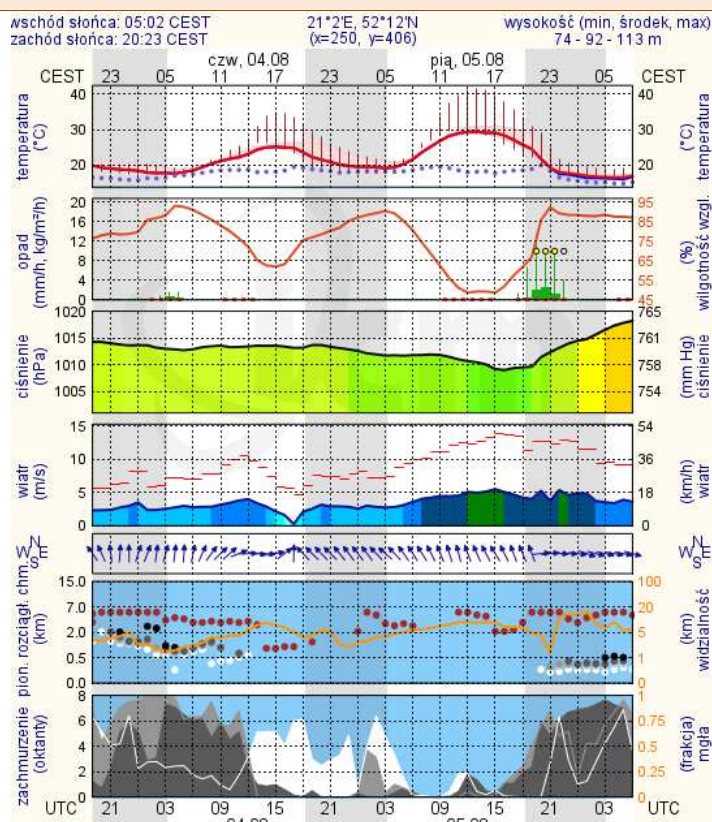 wschód słońca: 05:02 CEST 21°2'E, 52°12'N wysokość (min, środek, max)
zachód słońca: 20:23 CEST (x=250, y=406) 74 - 92 - 113 m
czw, 04.08 pią, 05.08
CEST 23 05 11 17 23 05 11 17 23 05 CEST
temperatura (°C)
40 30 20
40 30 20
(°C) temperatura
opad (mm/h, kg/m²/h)
20 16 12 8 4 0
95 85 75 65 55 45
(%) wilgotność wzgl.
ciśnienie (hPa)
1020 1015 1010 1005
765 761 758 754
(mm Hg) ciśnienie
wiatr (m/s)
15 10 5 0
54 36 18 0
(km/h) wiatr
N W E S
N W E S
pion. rozciągł. chm. (km)
15.0 7.0 2.0 0.5 0.0
100 20 5 1 0
(km) widzialność
zachmurzenie (oktanty)
8 6 4 2 0
1 0.75 0.5 0.25 0
(frakcja) mgła
UTC 21 03 09 15 21 03 09 15 21 03 UTC
04.08 05.08